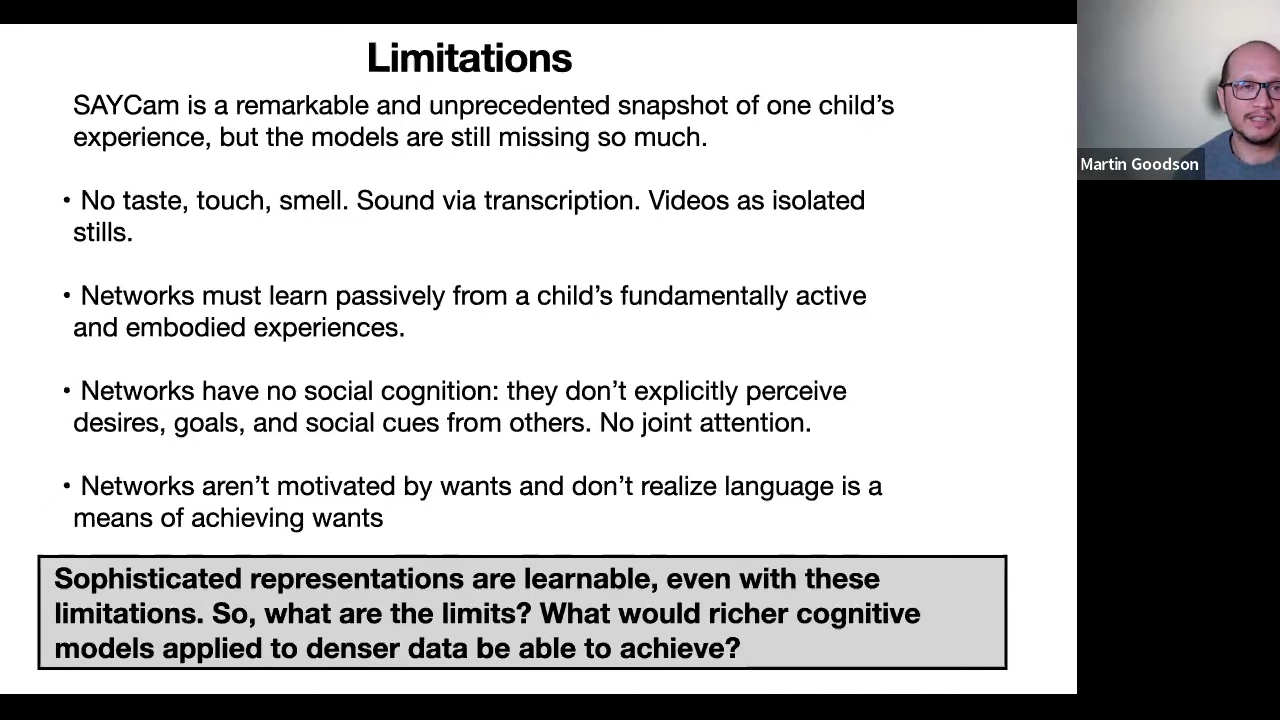 Limitations
SAYCam is a remarkable and unprecedented snapshot of one child's
experience, but the models are still missing so much.
• No taste, touch, smell. Sound via transcription. Videos as isolated
stills.
• Networks must learn passively from a child's fundamentally active
and embodied experiences.
• Networks have no social cognition: they don't explicitly perceive
desires, goals, and social cues from others. No joint attention.
• Networks aren't motivated by wants and don't realize language is a
means of achieving wants
Sophisticated representations are learnable, even with these
limitations. So, what are the limits? What would richer cognitive
models applied to denser data be able to achieve?
Martin Goodson